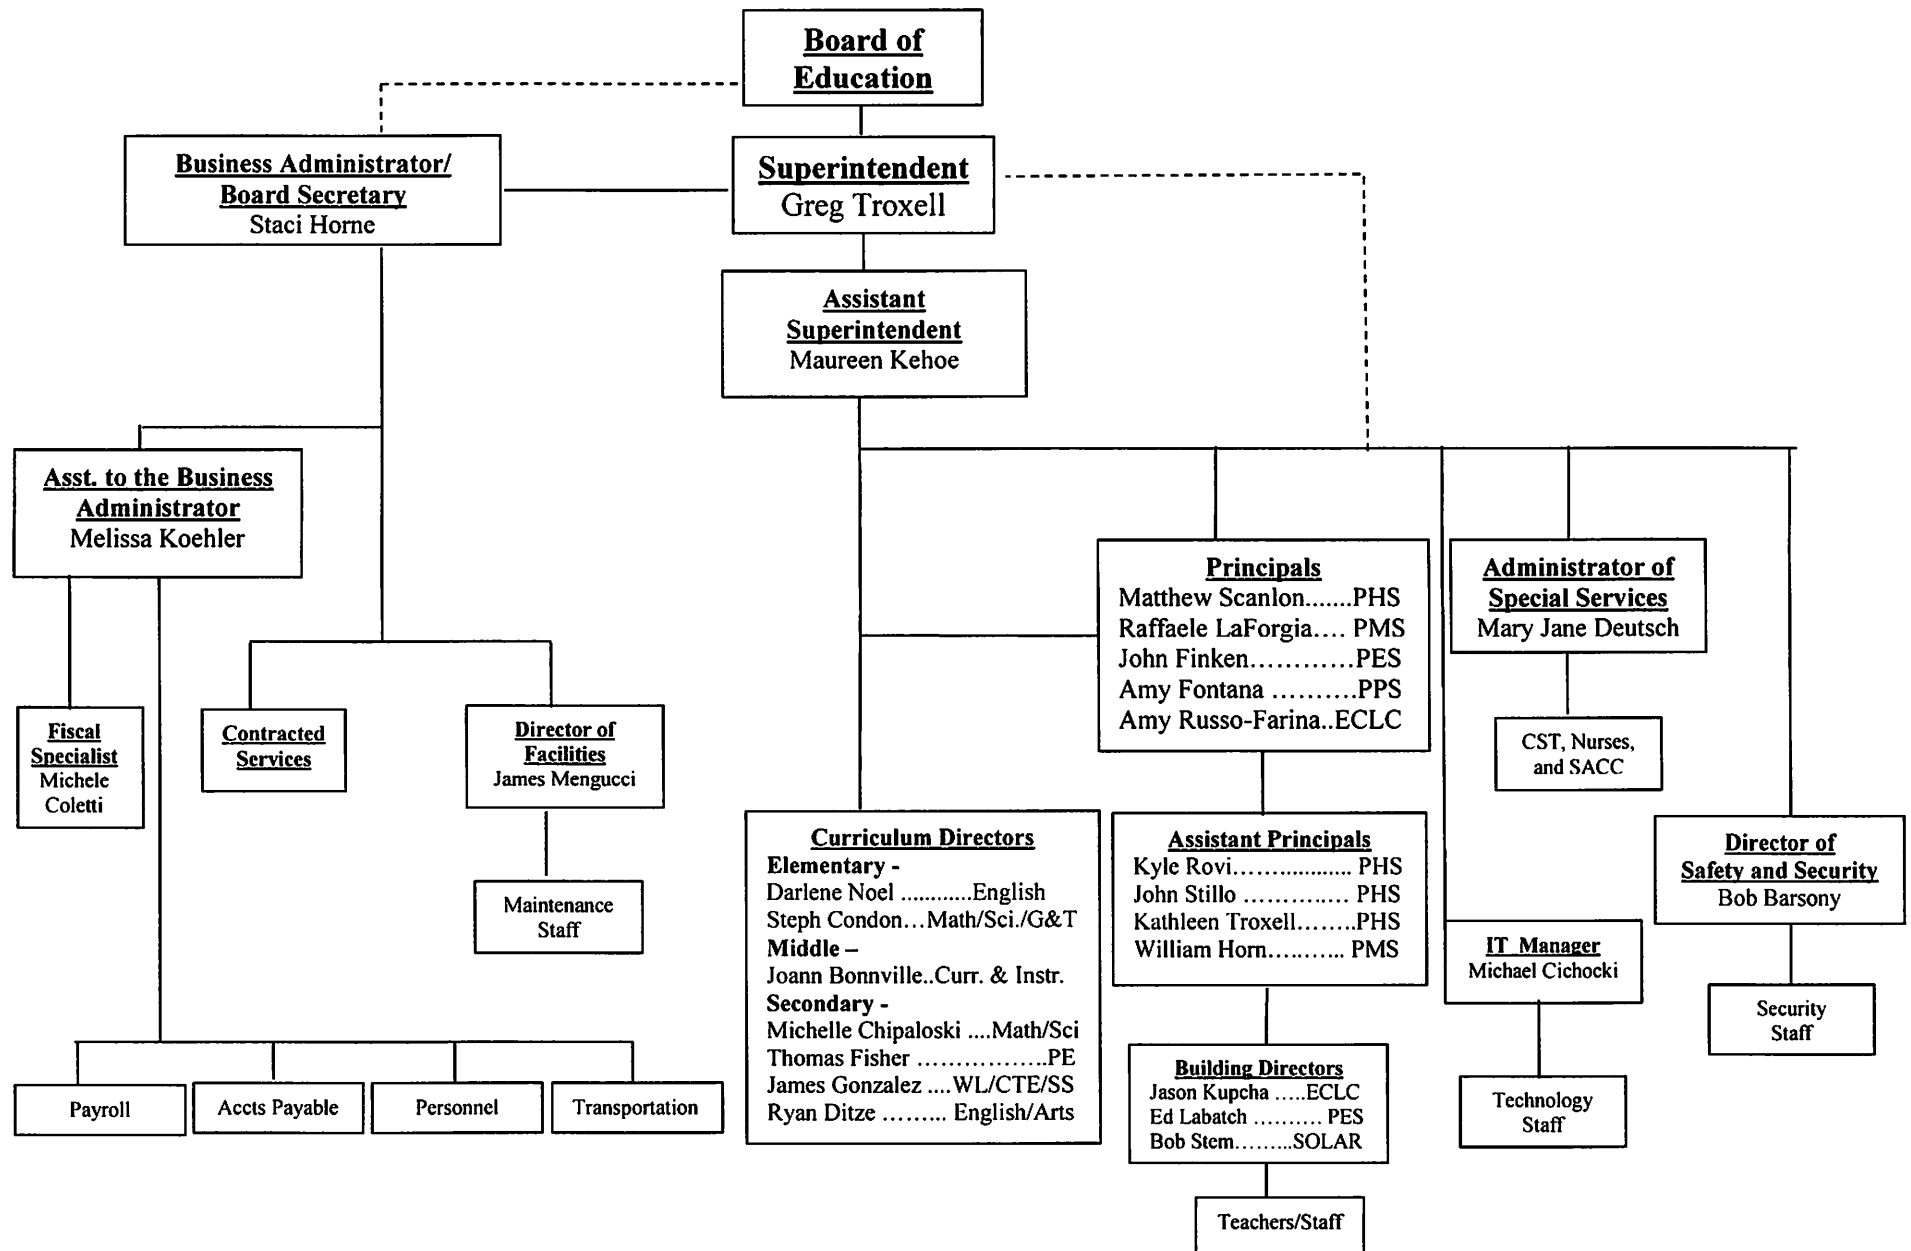 Board of
Education
Business Administrator/
Board Secretary
Staci Horne
Superintendent
Greg Troxell
Assistant
Superintendent
Maureen Kehoe
Asst. to the Business
Administrator
Melissa Koehler
Principals
Matthew Scanlon.......PHS
Raffaele LaForgia.... PMS
John Finken............PES
Amy Fontana ..........PPS
Amy Russo-Farina..ECLC
Administrator of
Special Services
Mary Jane Deutsch
Fiscal
Specialist
Michele
Coletti
Contracted
Services
Director of
Facilities
James Mengucci
CST, Nurses,
and SACC
Maintenance
Staff
Curriculum Directors
Elementary -
Darlene Noel ............English
Steph Condon...Math/Sci./G&T
Middle –
Joann Bonnville..Curr. & Instr.
Secondary -
Michelle Chipaloski ....Math/Sci
Thomas Fisher ................PE
James Gonzalez ....WL/CTE/SS
Ryan Ditze ......... English/Arts
Assistant Principals
Kyle Rovi.................... PHS
John Stillo ............. PHS
Kathleen Troxell........PHS
William Horn........... PMS
Director of
Safety and Security
Bob Barsony
IT Manager
Michael Cichocki
Security
Staff
Building Directors
Jason Kupcha .....ECLC
Ed Labatch .......... PES
Bob Stem.........SOLAR
Technology
Staff
Payroll
Accts Payable
Personnel
Transportation
Teachers/Staff